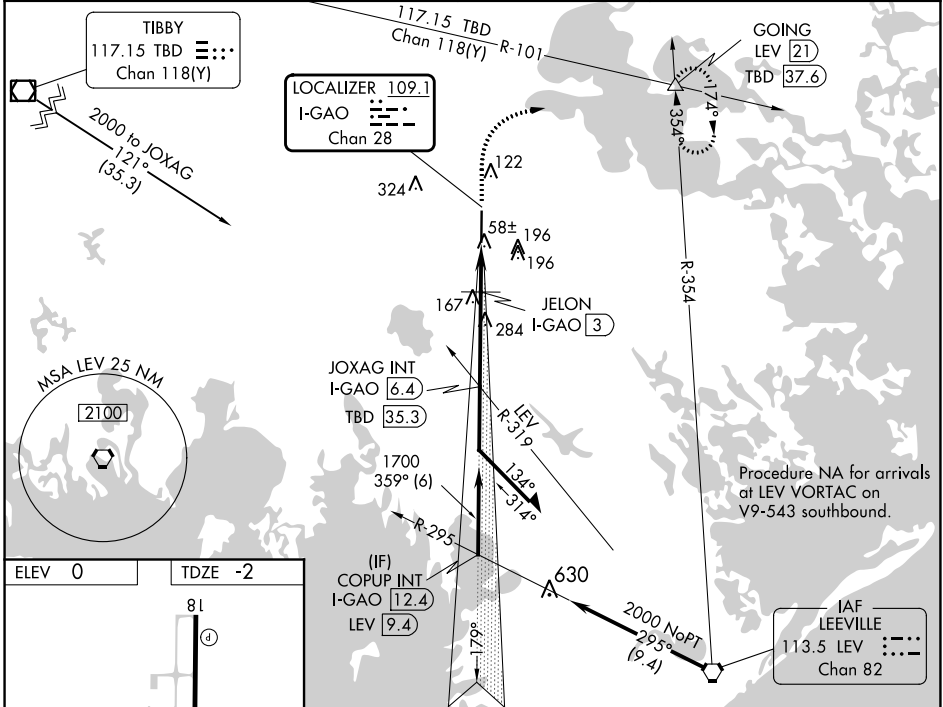 TIBBY
117.15 TBD
Chan 118(Y)
117.15 TBD
Chan 118(Y)
R-101
GOING
LEV 21
TBD 37.6
LOCALIZER 109.1
I-GAO
Chan 28
2000 to JOXAG
121°
(35.3)
174°
354°
122
324
58±
196
196
R-354
167
JELON
I-GAO 3
284
MSA LEV 25 NM
2100
JOXAG INT
I-GAO 6.4
TBD 35.3
LEV
R-319
1700
359° (6)
134°
314°
Procedure NA for arrivals
at LEV VORTAC on
V9-543 southbound.
R-295
(IF)
COPUP INT
I-GAO 12.4
LEV 9.4
630
2000 NoPT
295°
(9.4)
179°
IAF
LEEVILLE
113.5 LEV
Chan 82
ELEV 0
TDZE -2
18
P